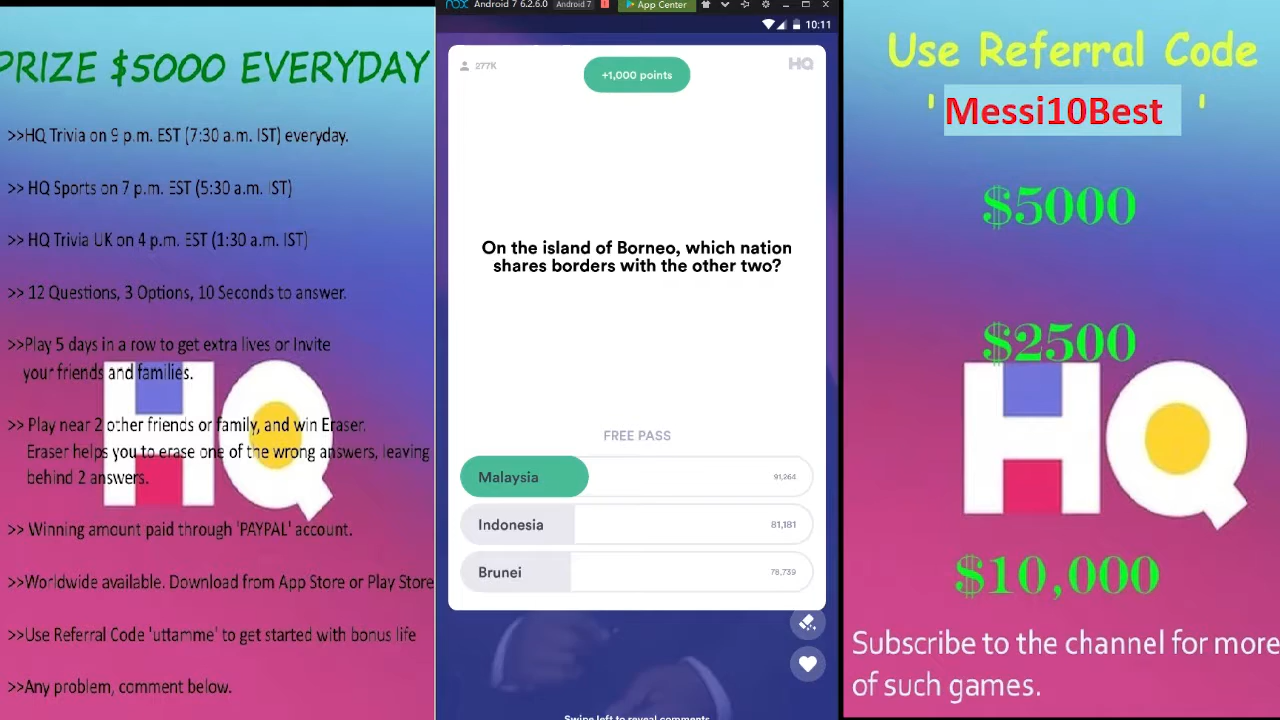 PRIZE $5000 EVERYDAY
>>HQ Trivia on 9 p.m. EST (7:30 a.m. IST) everyday.
>> HQ Sports on 7 p.m. EST (5:30 a.m. IST)
>> HQ Trivia UK on 4 p.m. EST (1:30 a.m. IST)
>> 12 Questions, 3 Options, 10 Seconds to answer.
>>Play 5 days in a row to get extra lives or Invite
your friends and families.
>> Play near 2 other friends or family, and win Eraser.
Eraser helps you to erase one of the wrong answers, leaving
behind 2 answers.
>> Winning amount paid through 'PAYPAL' account.
>>Worldwide available. Download from App Store or Play Store
>>Use Referral Code 'uttamme' to get started with bonus life
>>Any problem, comment below.
HQ
nox Android 7 6.2.6.0 Android 7 App Center
10:11
277K
+1,000 points
HQ
On the island of Borneo, which nation
shares borders with the other two?
FREE PASS
Malaysia 91,264
Indonesia 81,181
Brunei 78,739
Swipe left to reveal comments
Use Referral Code
' Messi10Best '
$5000
$2500
HQ
$10,000
Subscribe to the channel for more
of such games.